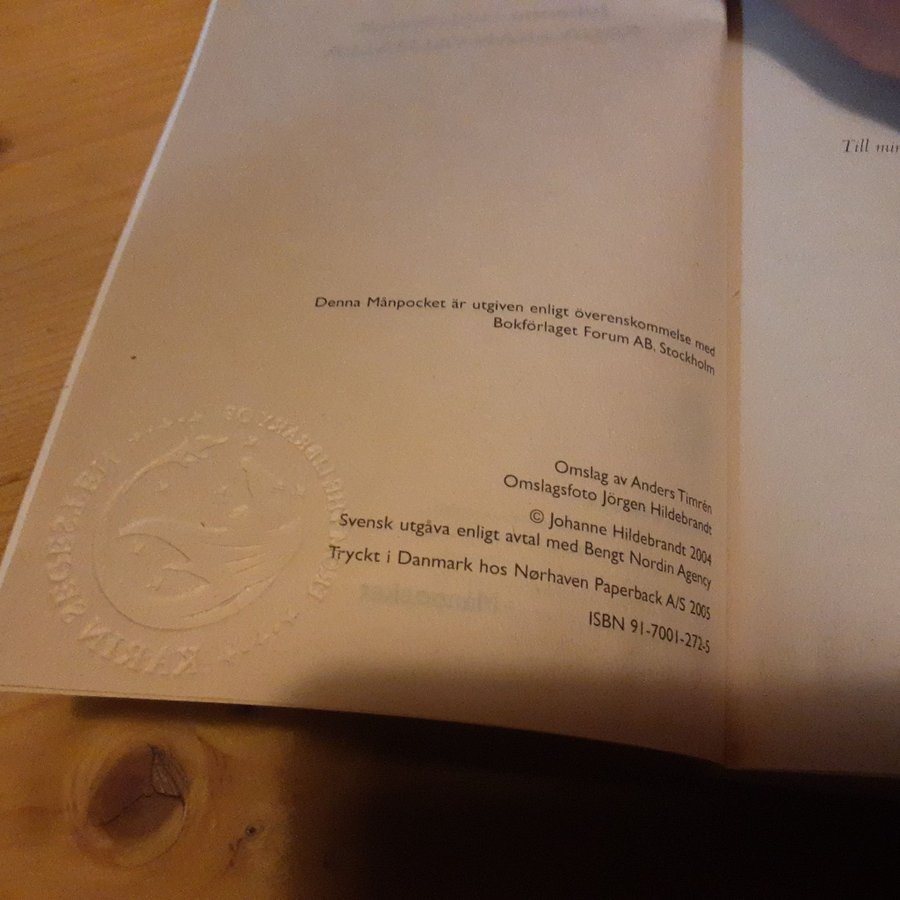 Denna Månpocket är utgiven enligt överenskommelse med
Bokförlaget Forum AB, Stockholm
Omslag av Anders Timrén
Omslagsfoto Jörgen Hildebrandt
© Johanne Hildebrandt 2004
Svensk utgåva enligt avtal med Bengt Nordin Agency
Tryckt i Danmark hos Nørhaven Paperback A/S 2005
ISBN 91-7001-272-5
Till